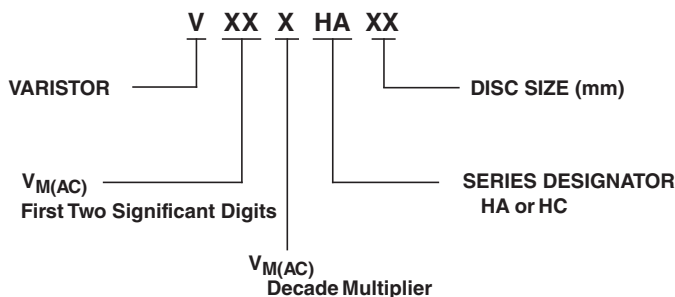 V XX X HA XX
VARISTOR
DISC SIZE (mm)
VM(AC)
First Two Significant Digits
SERIES DESIGNATOR
HA or HC
VM(AC)
Decade Multiplier